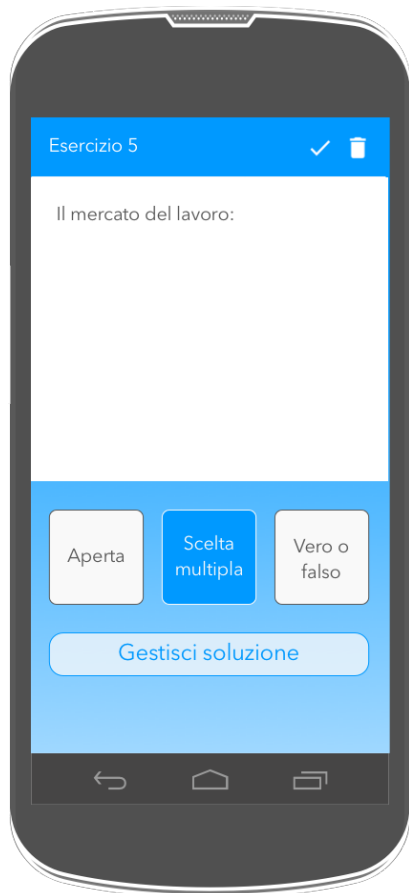 Esercizio 5
Il mercato del lavoro:
Aperta
Scelta
multipla
Vero o
falso
Gestisci soluzione